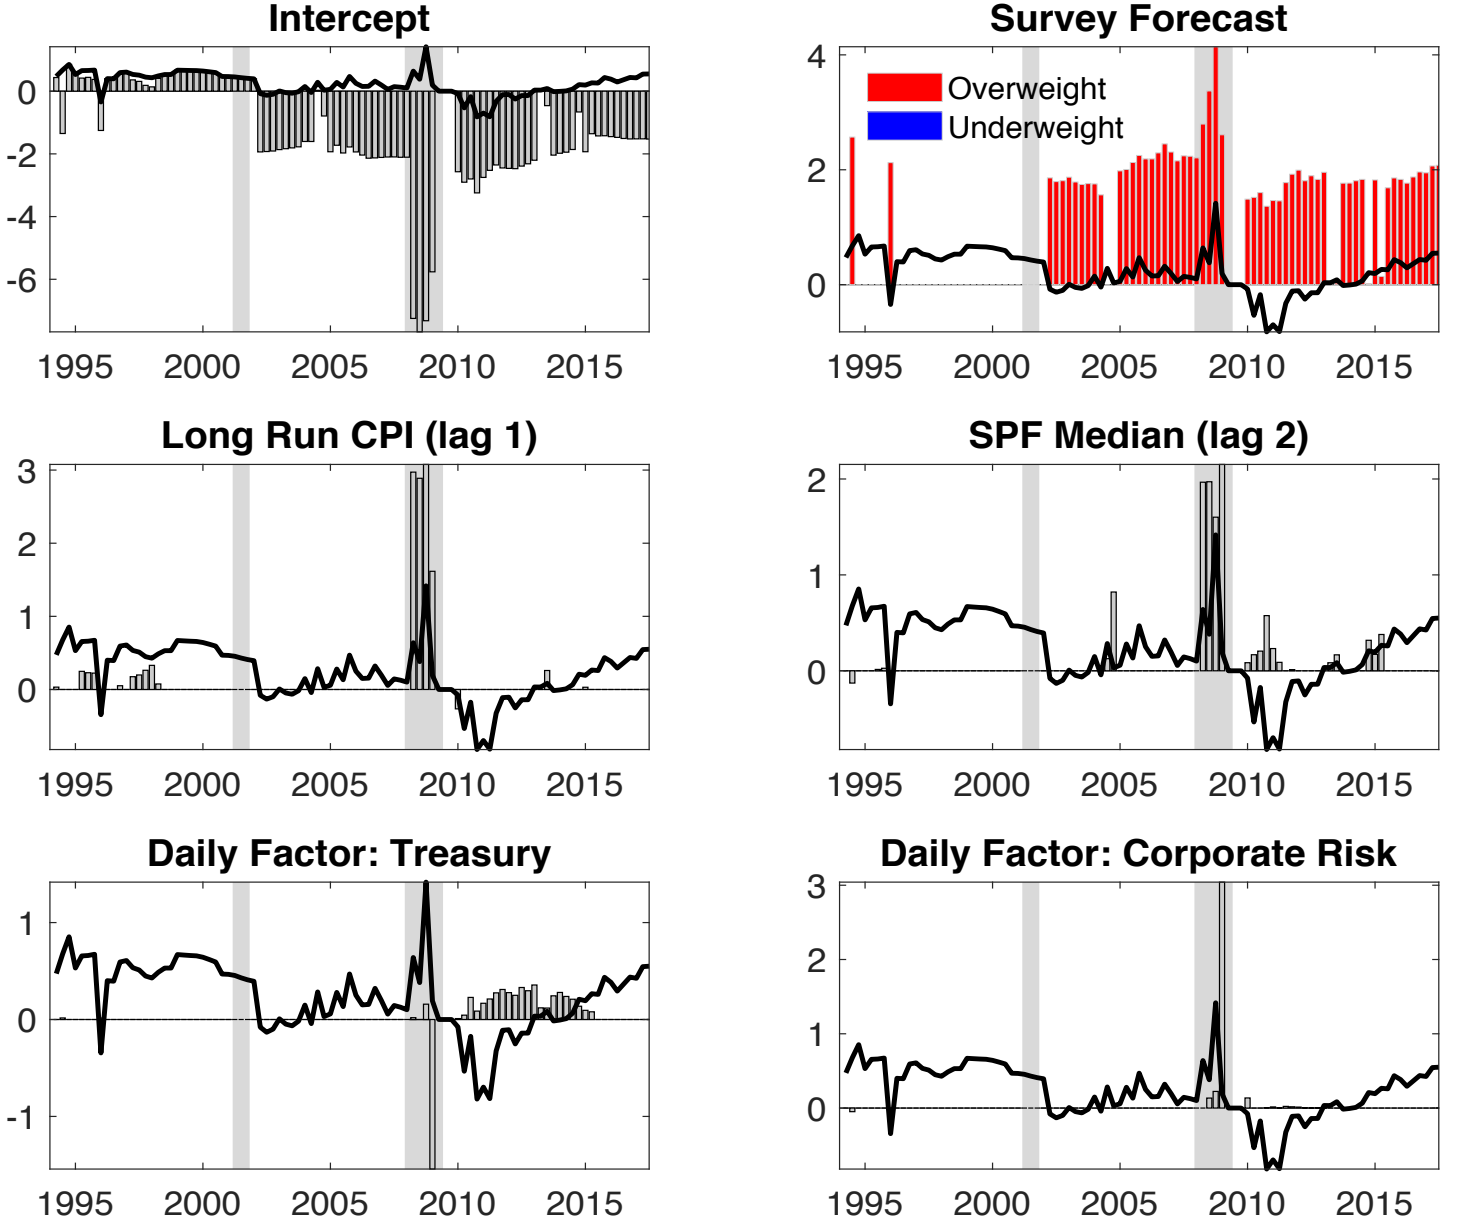 Intercept
0
-2
-4
-6
1995 2000 2005 2010 2015
Survey Forecast
4
2
0
Overweight
Underweight
1995 2000 2005 2010 2015
Long Run CPI (lag 1)
3
2
1
0
1995 2000 2005 2010 2015
SPF Median (lag 2)
2
1
0
1995 2000 2005 2010 2015
Daily Factor: Treasury
1
0
-1
1995 2000 2005 2010 2015
Daily Factor: Corporate Risk
3
2
1
0
1995 2000 2005 2010 2015